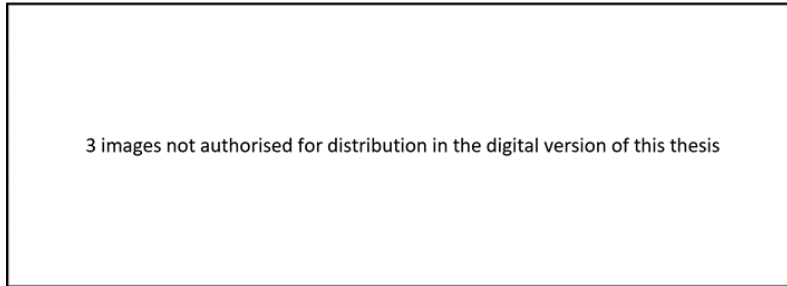 3 images not authorised for distribution in the digital version of this thesis